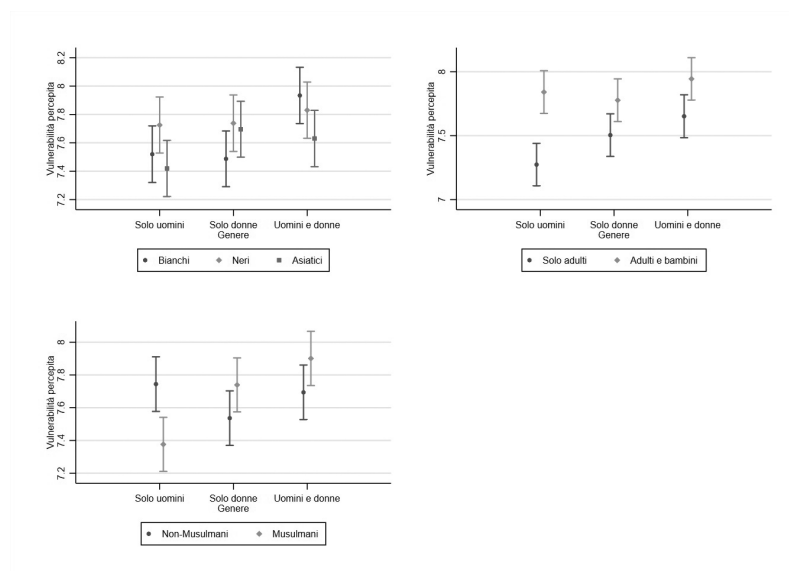 Vulnerabilità percepita
8.2
8
7.8
7.6
7.4
7.2
Solo uomini Solo donne Uomini e donne
Genere
Bianchi Neri Asiatici
Vulnerabilità percepita
8
7.5
7
Solo uomini Solo donne Uomini e donne
Genere
Solo adulti Adulti e bambini
Vulnerabilità percepita
8
7.8
7.6
7.4
7.2
Solo uomini Solo donne Uomini e donne
Genere
Non-Musulmani Musulmani